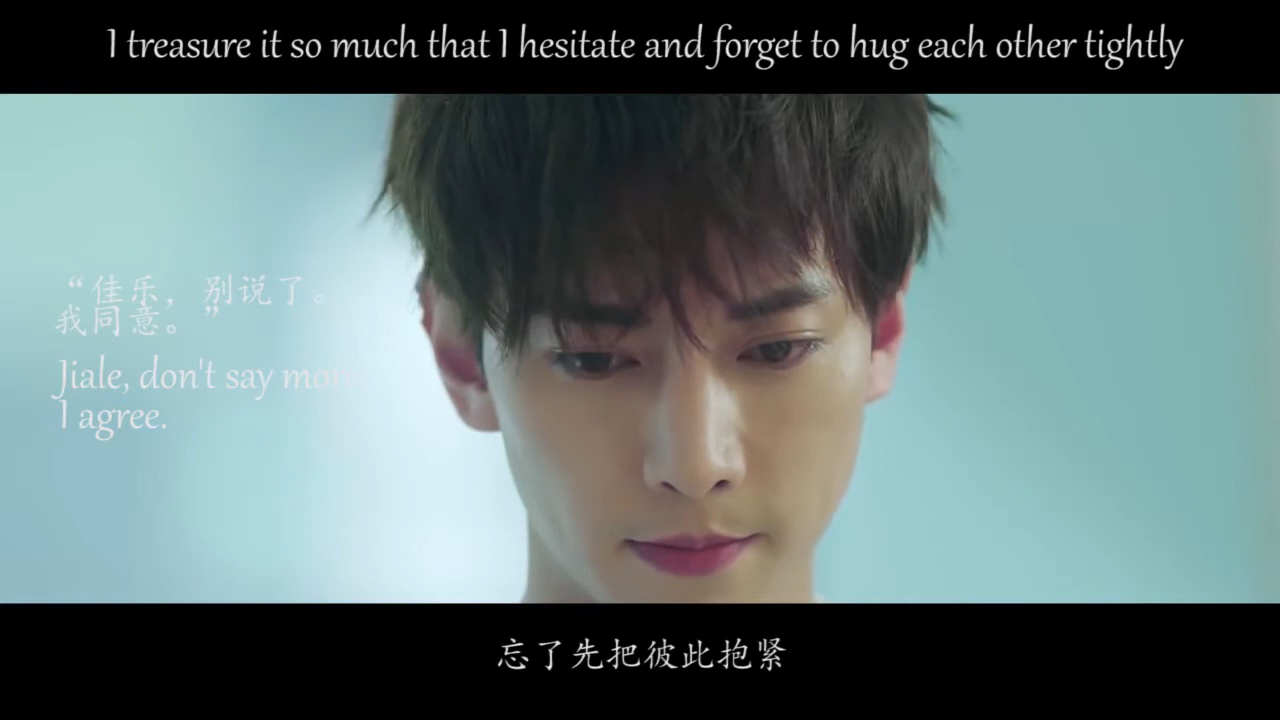 I treasure it so much that I hesitate and forget to hug each other tightly
“佳乐，别说了。
我同意。”
Jiale, don't say more
I agree.
忘了先把彼此抱紧